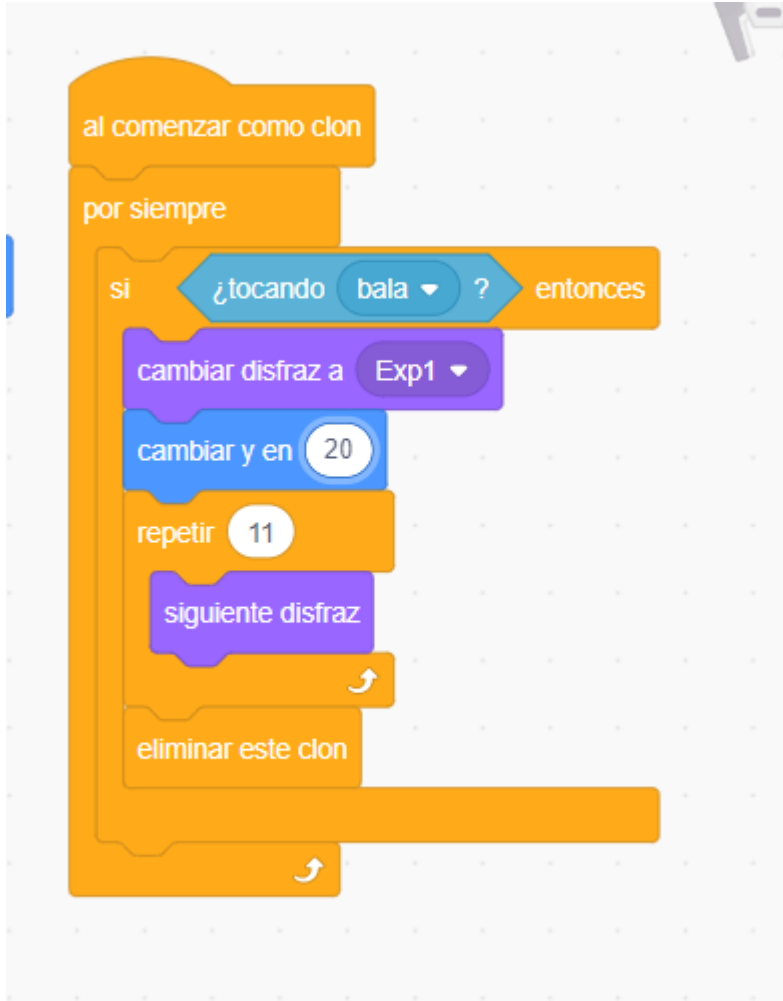 al comenzar como clon
por siempre
si ¿tocando bala ? entonces
cambiar disfraz a Exp1
cambiar y en 20
repetir 11
siguiente disfraz
eliminar este clon